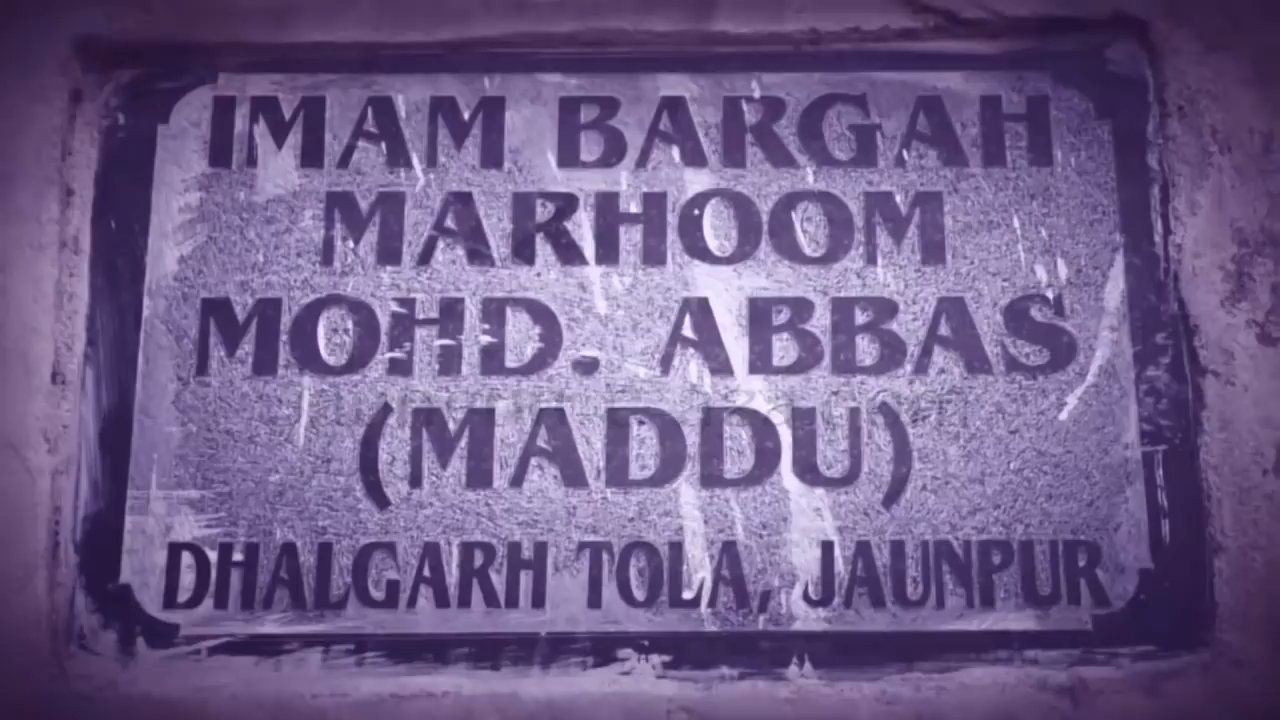 IMAM BARGAH
MARHOOM
MOHD. ABBAS
(MADDU)
DHALGARH TOLA, JAUNPUR